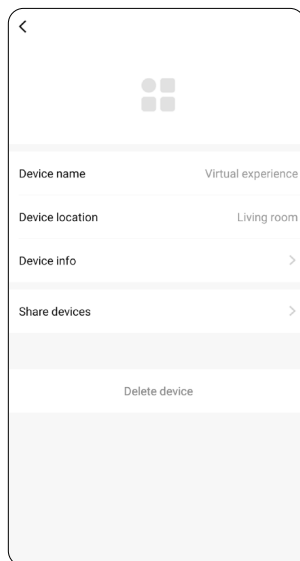 Device name Virtual experience
Device location Living room
Device info
Share devices
Delete device